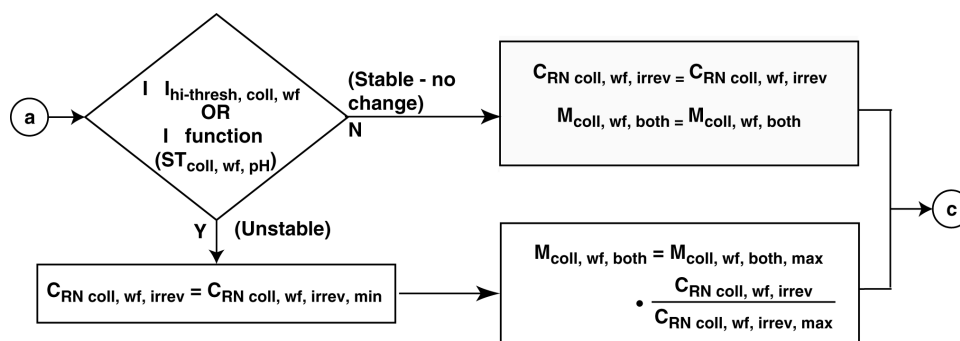 a
I I hi-thresh, coll, wf
OR
I function
(ST coll, wf, pH)
(Stable - no
change)
N
C RN coll, wf, irrev = C RN coll, wf, irrev
M coll, wf, both = M coll, wf, both
Y
(Unstable)
C RN coll, wf, irrev = C RN coll, wf, irrev, min
M coll, wf, both = M coll, wf, both, max
• C RN coll, wf, irrev
C RN coll, wf, irrev, max
c